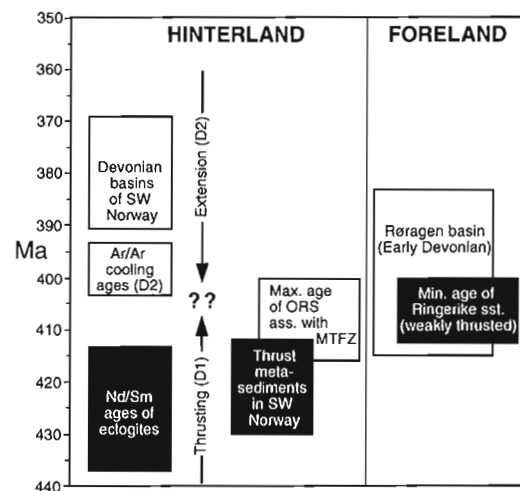 HINTERLAND
FORELAND
350
360
370
380
390
Ma
400
410
420
430
440
Devonian
basins
of SW
Norway
Ar/Ar
cooling
ages (D2)
Nd/Sm
ages of
eclogites
Extension (D2)
? ?
Thrusting (D1)
Max. age
of ORS
ass. with
MTFZ
Thrust
meta-
sediments
in SW
Norway
Røragen basin
(Early Devonian)
Min. age of
Ringerike sst.
(weakly thrusted)